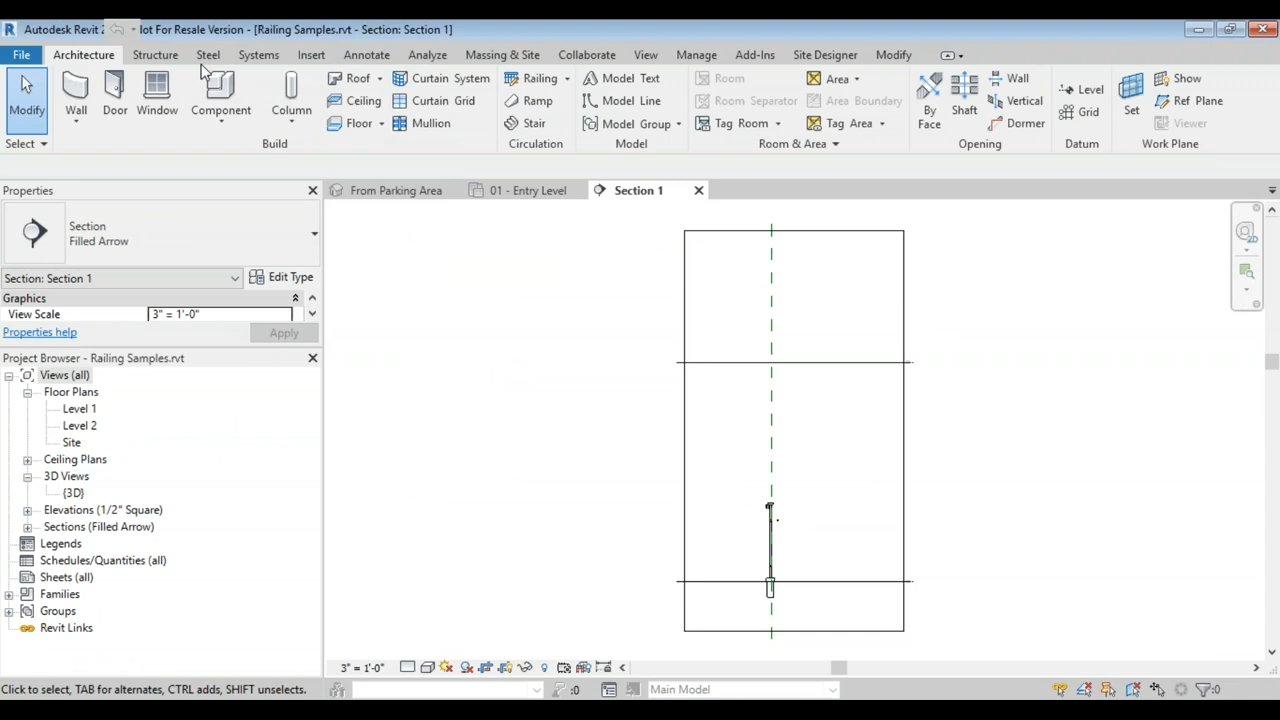 Autodesk Revit 2 lot For Resale Version - [Railing Samples.rvt - Section: Section 1]
File Architecture Structure Steel Systems Insert Annotate Analyze Massing & Site Collaborate View Manage Add-Ins Site Designer Modify
Roof Curtain System Railing Model Text Room Area Wall Level Show
Modify Wall Door Window Component Column Ceiling Curtain Grid Ramp Model Line Room Separator Area Boundary By Face Shaft Vertical Grid Set Ref Plane
Floor Mullion Stair Model Group Tag Room Tag Area Dormer Viewer
Select Build Circulation Model Room & Area Opening Datum Work Plane
Properties
From Parking Area 01 - Entry Level Section 1
Section
Filled Arrow
Section: Section 1 Edit Type
Graphics
View Scale 3" = 1'-0"
Properties help Apply
Project Browser - Railing Samples.rvt
Views (all)
Floor Plans
Level 1
Level 2
Site
Ceiling Plans
3D Views
{3D}
Elevations (1/2" Square)
Sections (Filled Arrow)
Legends
Schedules/Quantities (all)
Sheets (all)
Families
Groups
Revit Links
2D
3" = 1'-0"
Click to select, TAB for alternates, CTRL adds, SHIFT unselects. :0 Main Model :0